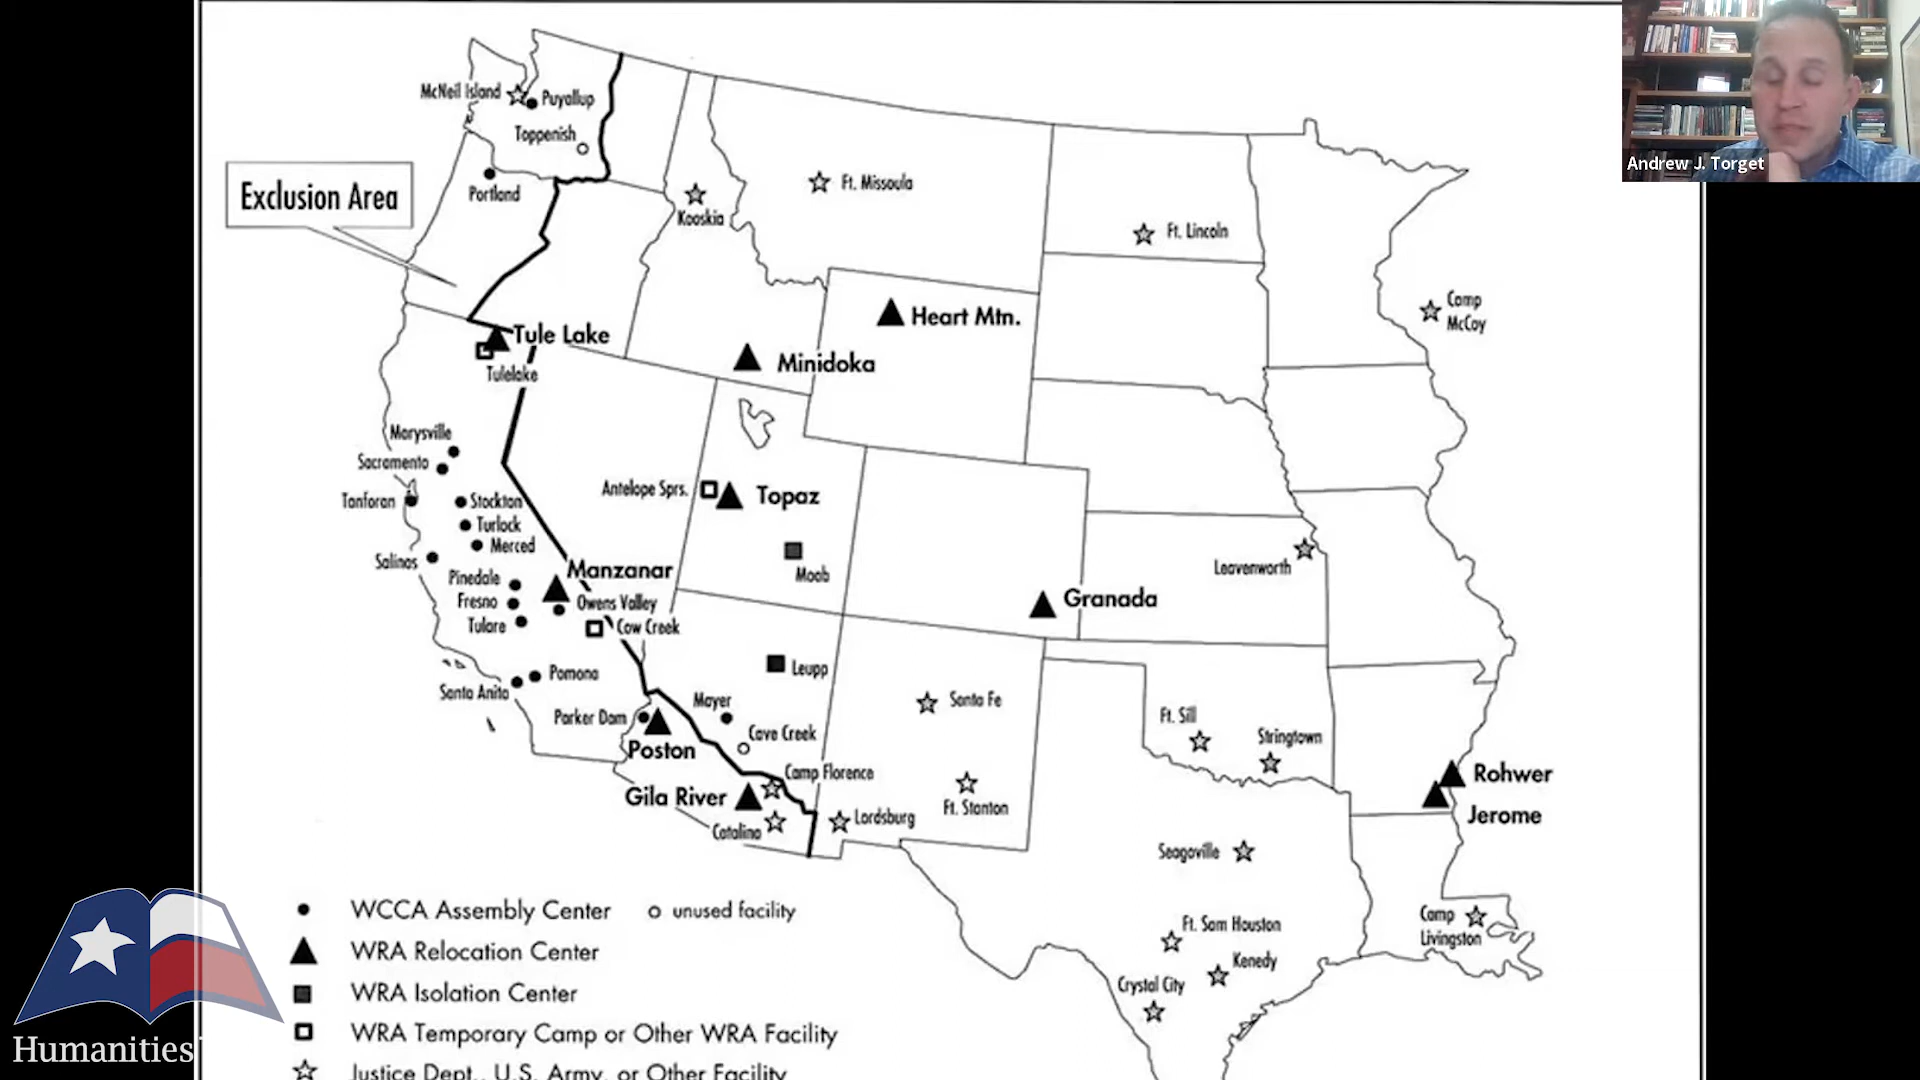 McNeil Island
Puyallup
Toppenish
Portland
Exclusion Area
Kooskia
Ft. Missoula
Ft. Lincoln
Camp
McCoy
Tule Lake
Tulelake
Heart Mtn.
Minidoka
Marysville
Sacramento
Tanforan
Stockton
Turlock
Merced
Salinas
Pinedale
Fresno
Tulare
Manzanar
Owens Valley
Cow Creek
Antelope Sprs.
Topaz
Moab
Granada
Leavenworth
Santa Anita
Pomona
Parker Dam
Poston
Leupp
Mayer
Cave Creek
Camp Florence
Gila River
Catalina
Santa Fe
Ft. Stanton
Lordsburg
Ft. Sill
Stringtown
Rohwer
Jerome
Seagoville
Ft. Sam Houston
Kenedy
Crystal City
Camp
Livingston
WCCA Assembly Center
unused facility
WRA Relocation Center
WRA Isolation Center
WRA Temporary Camp or Other WRA Facility
Justice Dept., U.S. Army, or Other Facility
Andrew J. Torget
Humanities